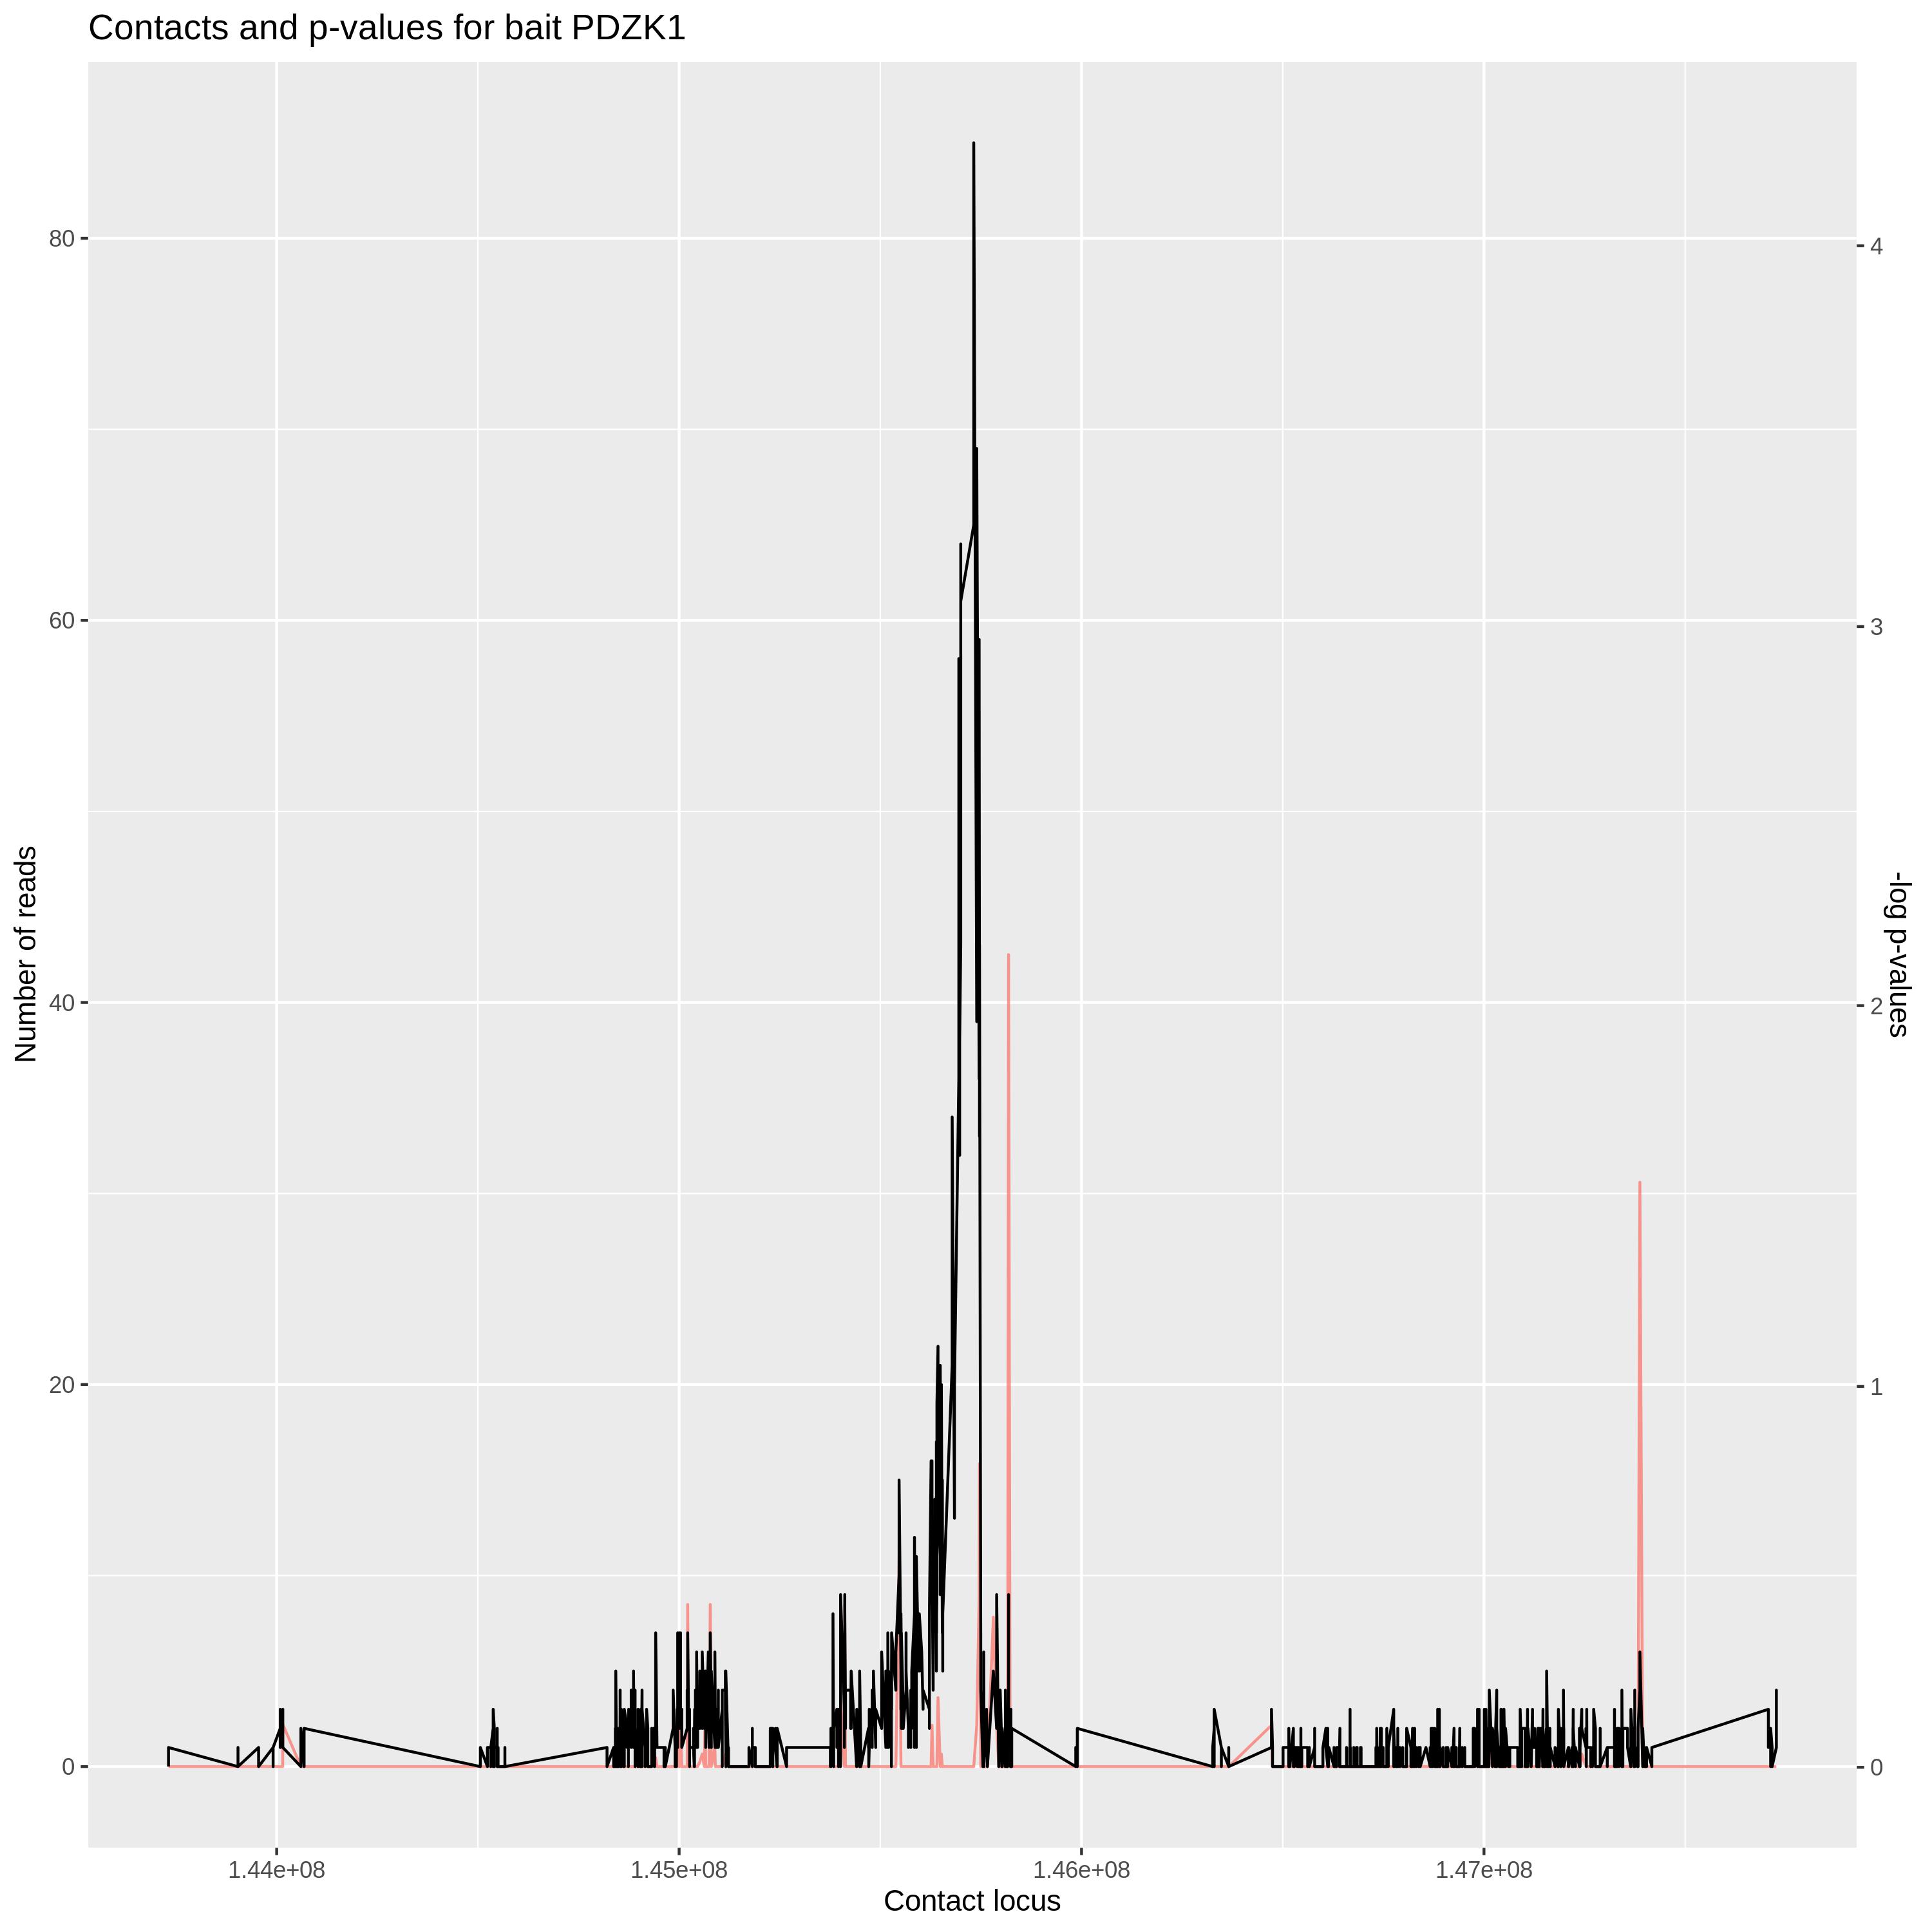 Contacts and p-values for bait PDZK1
80
60
40
20
0
Number of reads
4
3
2
1
0
-log p-values
1.44e+08 1.45e+08 1.46e+08 1.47e+08
Contact locus